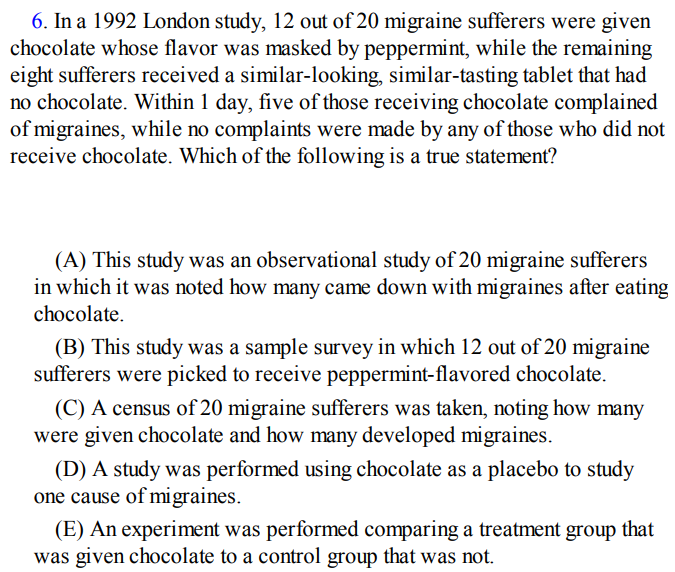 6. In a 1992 London study, 12 out of 20 migraine sufferers were given
chocolate whose flavor was masked by peppermint, while the remaining
eight sufferers received a similar-looking, similar-tasting tablet that had
no chocolate. Within 1 day, five of those receiving chocolate complained
of migraines, while no complaints were made by any of those who did not
receive chocolate. Which of the following is a true statement?
(A) This study was an observational study of 20 migraine sufferers
in which it was noted how many came down with migraines after eating
chocolate.
(B) This study was a sample survey in which 12 out of 20 migraine
sufferers were picked to receive peppermint-flavored chocolate.
(C) A census of 20 migraine sufferers was taken, noting how many
were given chocolate and how many developed migraines.
(D) A study was performed using chocolate as a placebo to study
one cause of migraines.
(E) An experiment was performed comparing a treatment group that
was given chocolate to a control group that was not.